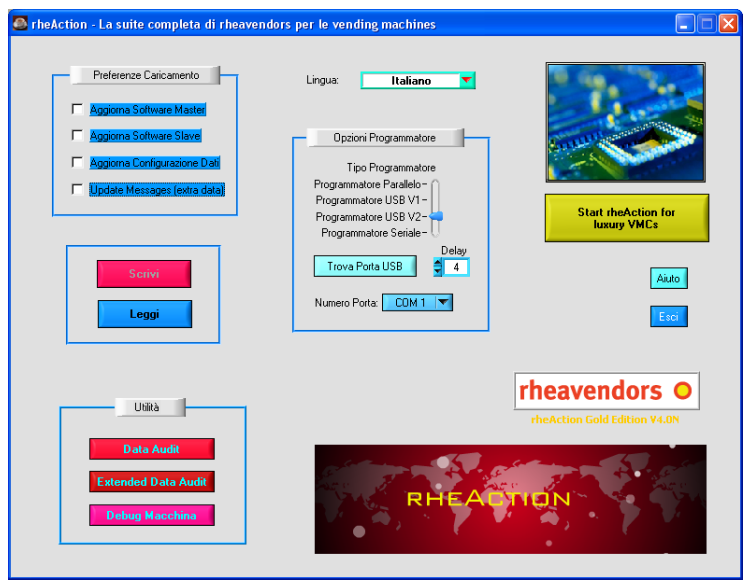 rheAction - La suite completa di rheavendors per le vending machines
Preferenze Caricamento
Aggiorna Software Master
Aggiorna Software Slave
Aggiorna Configurazione Dati
Update Messages (extra data)
Scrivi
Leggi
Utilità
Data Audit
Extended Data Audit
Debug Macchina
Lingua: Italiano
Opzioni Programmatore
Tipo Programmatore
Programmatore Parallelo
Programmatore USB V1
Programmatore USB V2
Programmatore Seriale
Delay
Trova Porta USB 4
Numero Porta: COM 1
Start rheAction for
luxury VMCs
Aiuto
Esci
rheavendors
rheAction Gold Edition V4.0N
RHEACTION